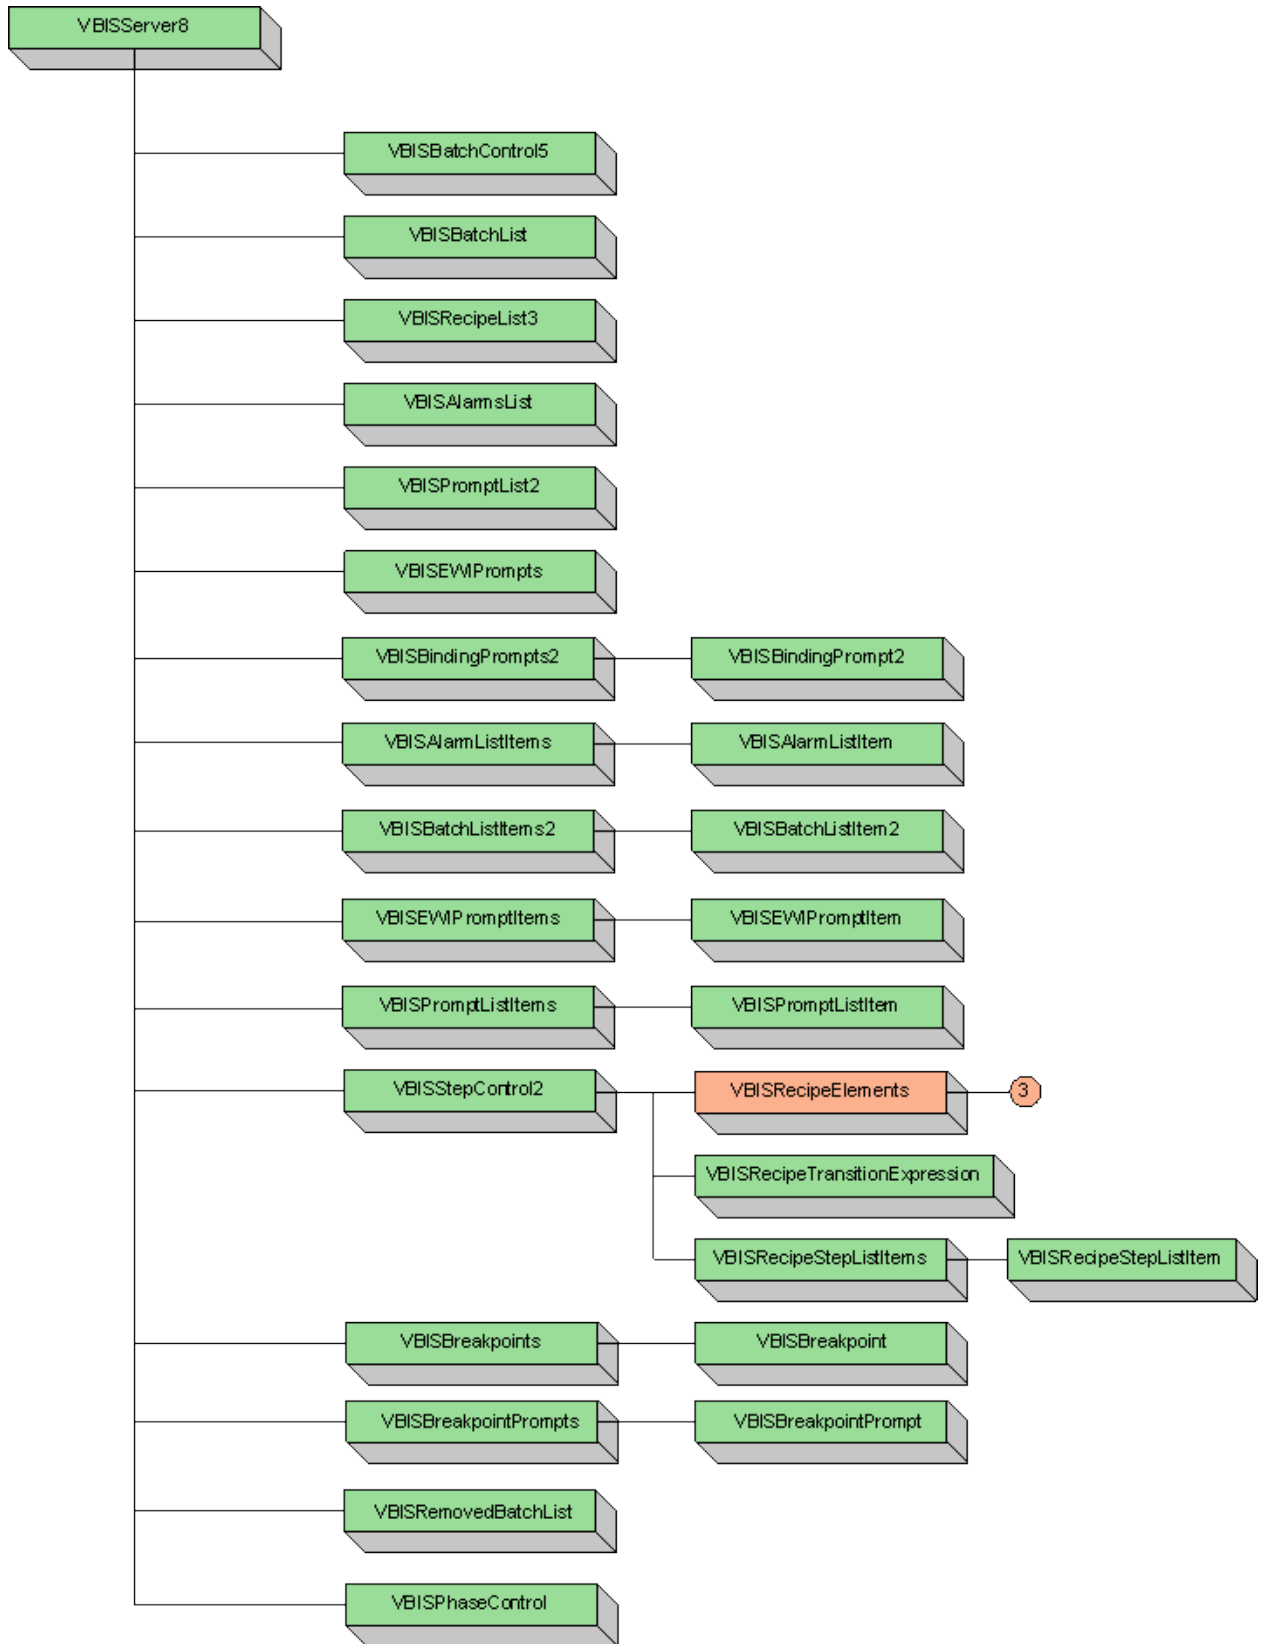 VBISServer8
VBISBatchControl5
VBISBatchList
VBISRecipeList3
VBISAlarmsList
VBISPromptList2
VBISEWIPrompts
VBISBindingPrompts2
VBISBindingPrompt2
VBISAlarmListItems
VBISAlarmListItem
VBISBatchListItems2
VBISBatchListItem2
VBISEWIPromptItems
VBISEWIPromptItem
VBISPromptListItems
VBISPromptListItem
VBISStepControl2
VBISRecipeElements
3
VBISRecipeTransitionExpression
VBISRecipeStepListItems
VBISRecipeStepListItem
VBISBreakpoints
VBISBreakpoint
VBISBreakpointPrompts
VBISBreakpointPrompt
VBISRemovedBatchList
VBISPhaseControl